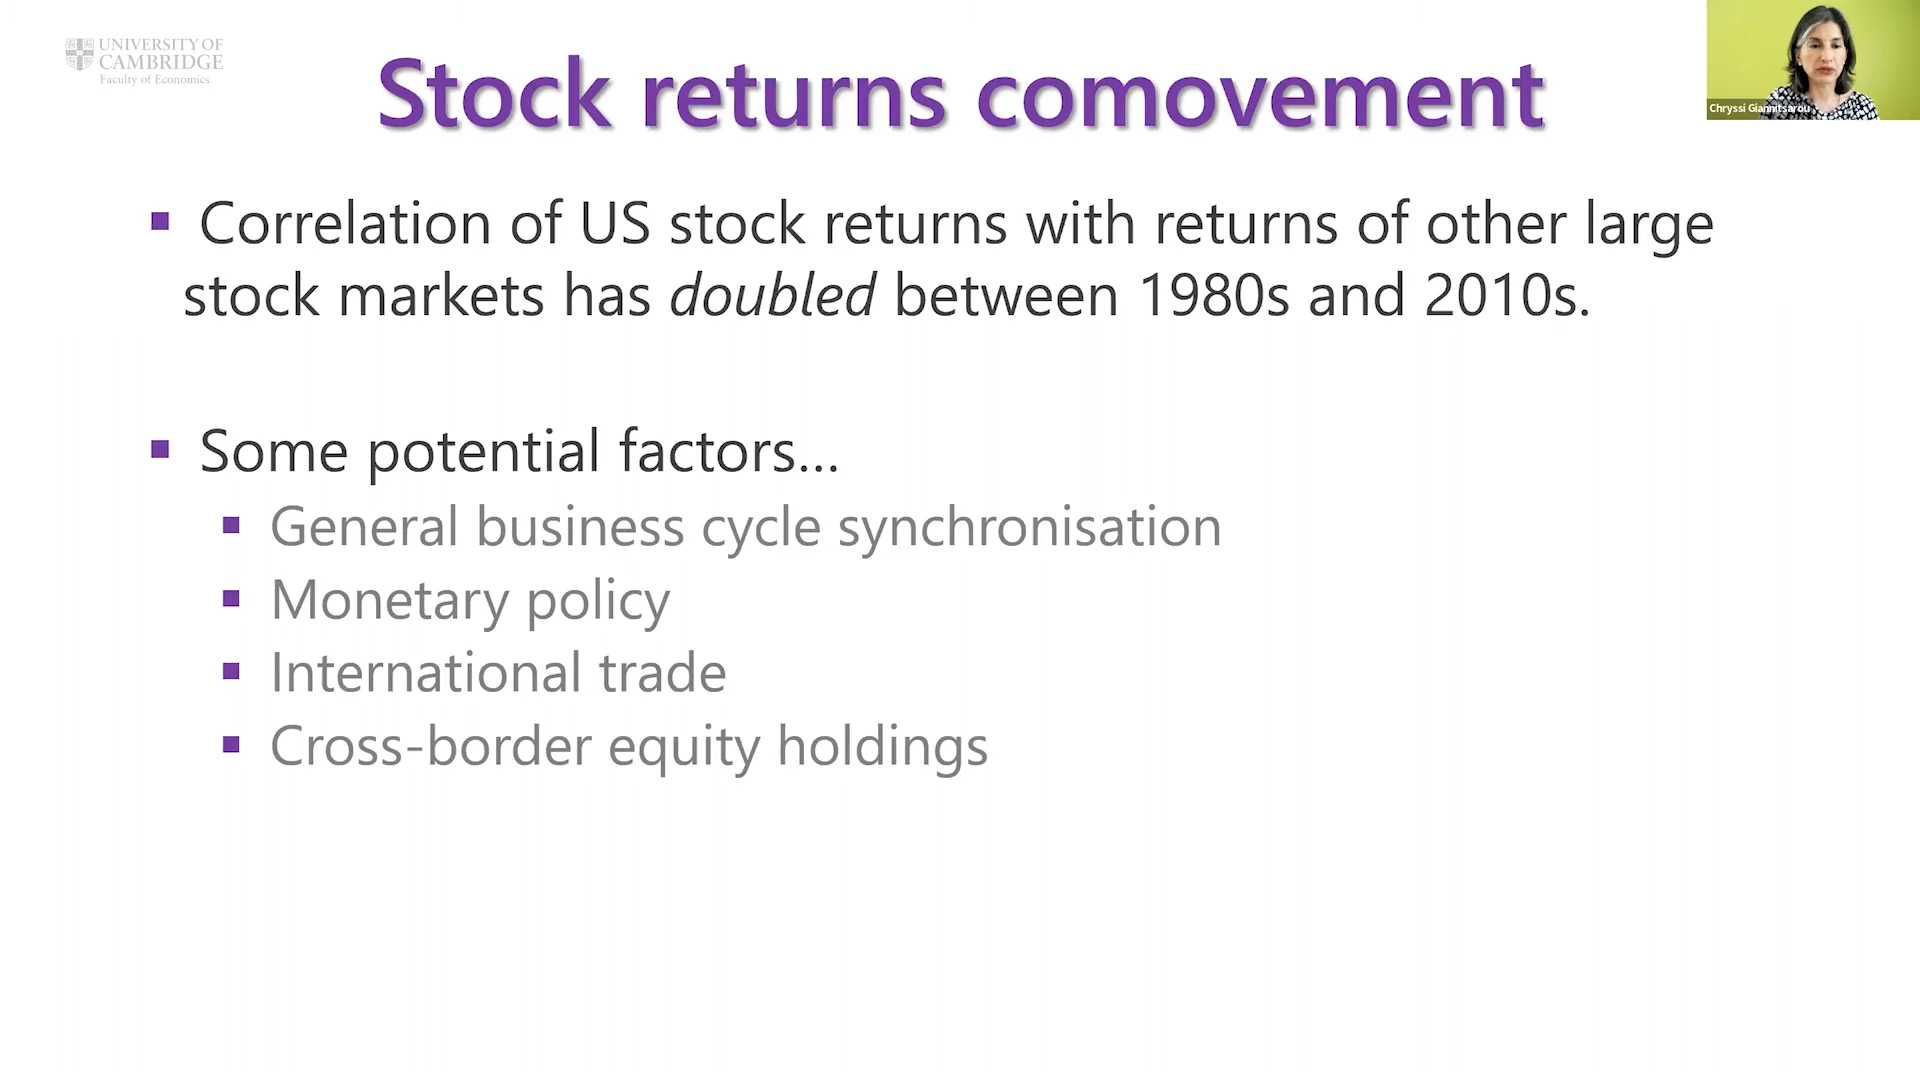 UNIVERSITY OF
CAMBRIDGE
Faculty of Economics
Stock returns comovement
Chryssi Giannitsarou
Correlation of US stock returns with returns of other large
stock markets has doubled between 1980s and 2010s.
Some potential factors...
General business cycle synchronisation
Monetary policy
International trade
Cross-border equity holdings